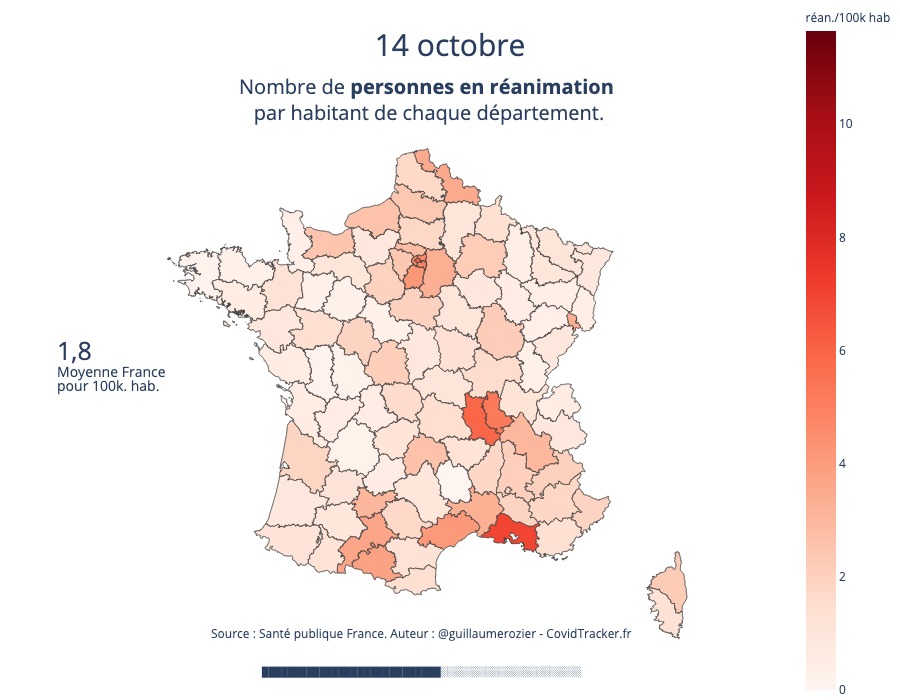 réan./100k hab
14 octobre
Nombre de personnes en réanimation
par habitant de chaque département.
10
8
6
4
2
0
1,8
Moyenne France
pour 100k. hab.
Source : Santé publique France. Auteur : @guillaumerozier - CovidTracker.fr